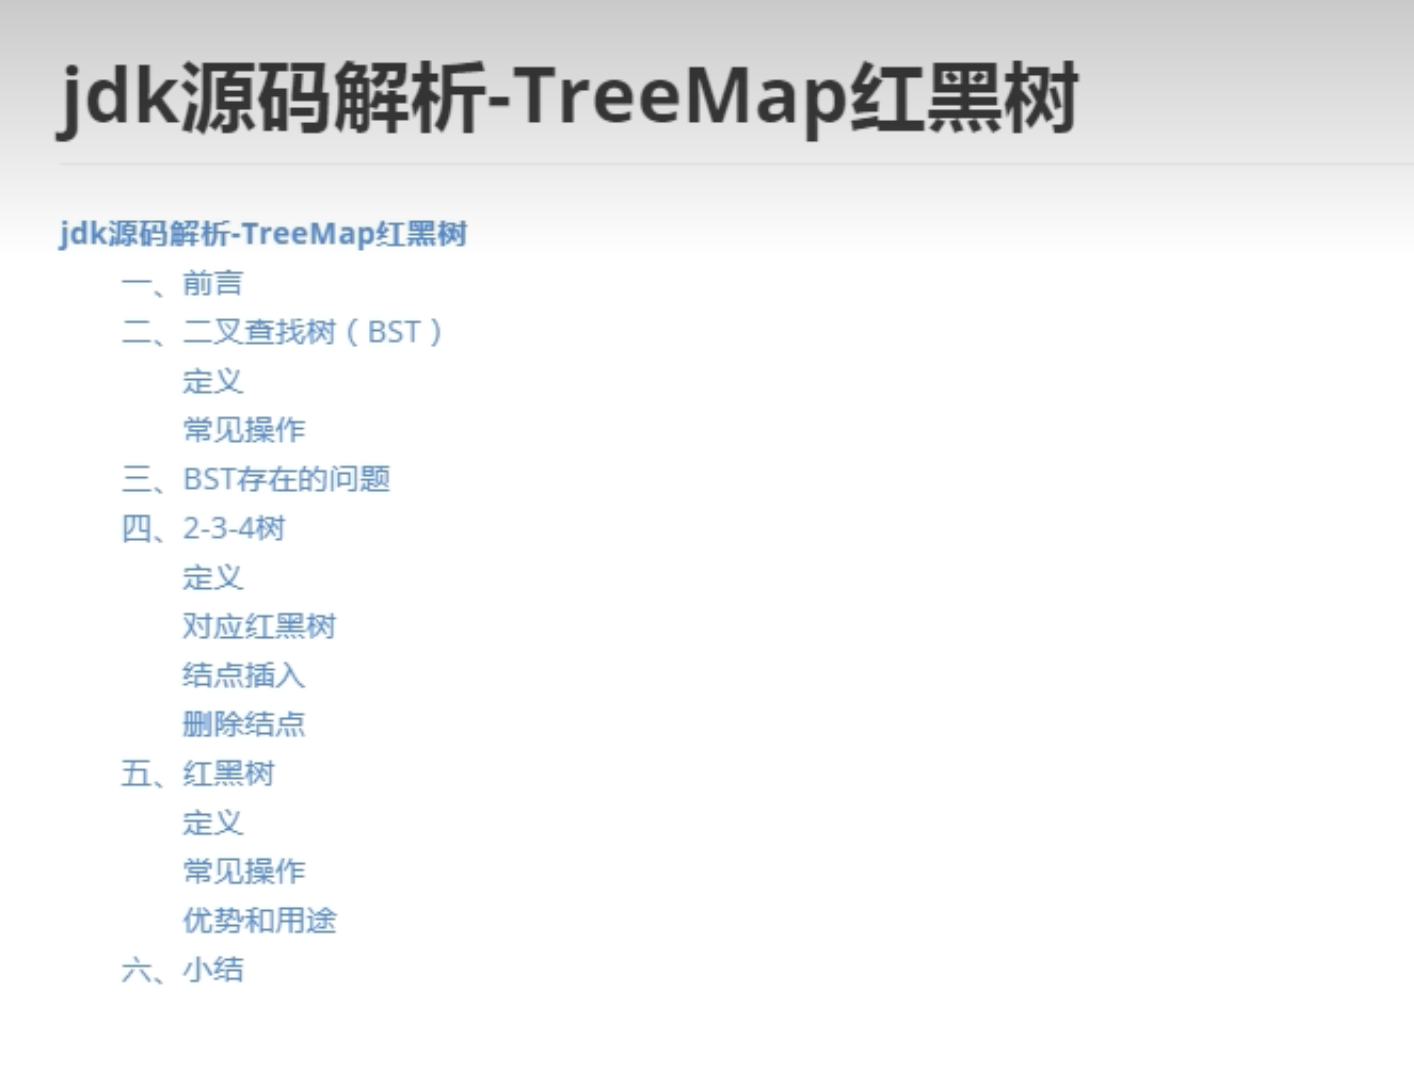 jdk源码解析-TreeMap红黑树
jdk源码解析-TreeMap红黑树
一、前言
二、二叉查找树（BST）
定义
常见操作
三、BST存在的问题
四、2-3-4树
定义
对应红黑树
结点插入
删除结点
五、红黑树
定义
常见操作
优势和用途
六、小结